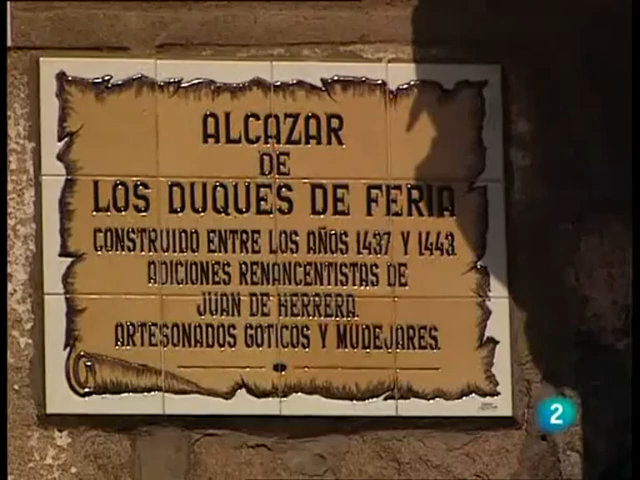 ALCAZAR
DE
LOS DUQUES DE FERIA
CONSTRUIDO ENTRE LOS AÑOS 1437 Y 1443.
ADICIONES RENANCENTISTAS DE
JUAN DE HERRERA.
ARTESONADOS GOTICOS Y MUDEJARES.
2